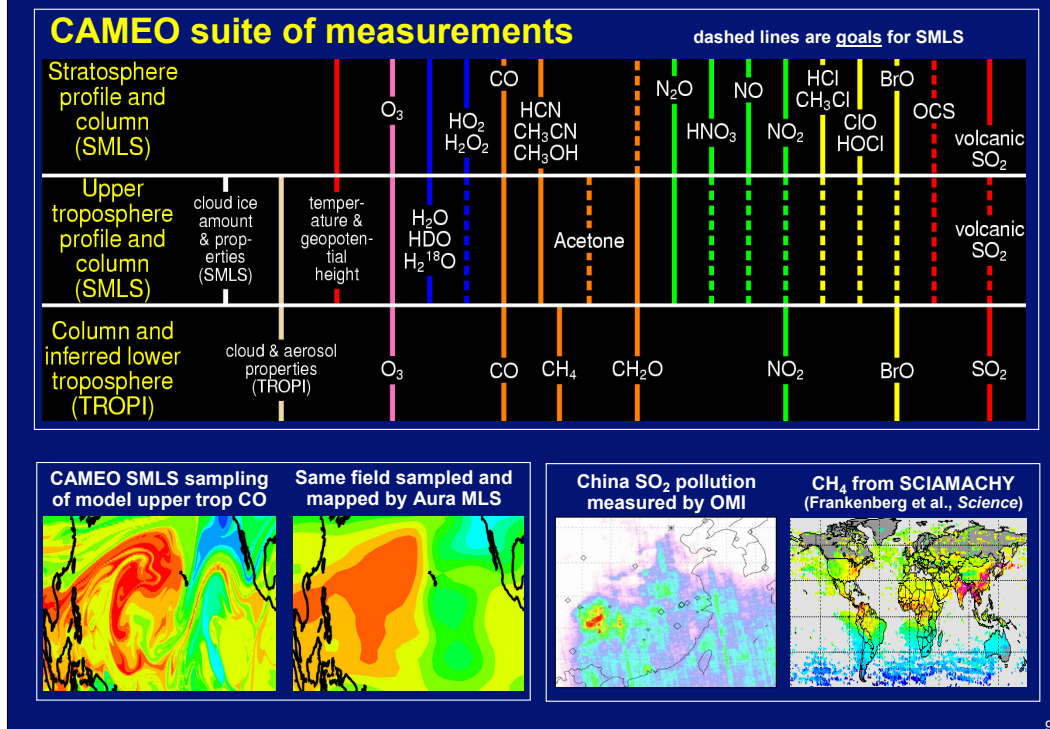 CAMEO suite of measurements
dashed lines are goals for SMLS
Stratosphere
profile and
column
(SMLS)
O₃
HO₂
H₂O₂
CO
HCN
CH₃CN
CH₃OH
N₂O
HNO₃
NO
NO₂
HCl
CH₃Cl
ClO
HOCl
BrO
OCS
volcanic
SO₂
Upper
troposphere
profile and
column
(SMLS)
cloud ice
amount
& prop-
erties
(SMLS)
temper-
ature &
geopoten-
tial
height
H₂O
HDO
H₂¹⁸O
Acetone
volcanic
SO₂
Column and
inferred lower
troposphere
(TROPI)
cloud & aerosol
properties
(TROPI)
O₃
CO
CH₄
CH₂O
NO₂
BrO
SO₂
CAMEO SMLS sampling
of model upper trop CO
Same field sampled and
mapped by Aura MLS
China SO₂ pollution
measured by OMI
CH₄ from SCIAMACHY
(Frankenberg et al., Science)
9